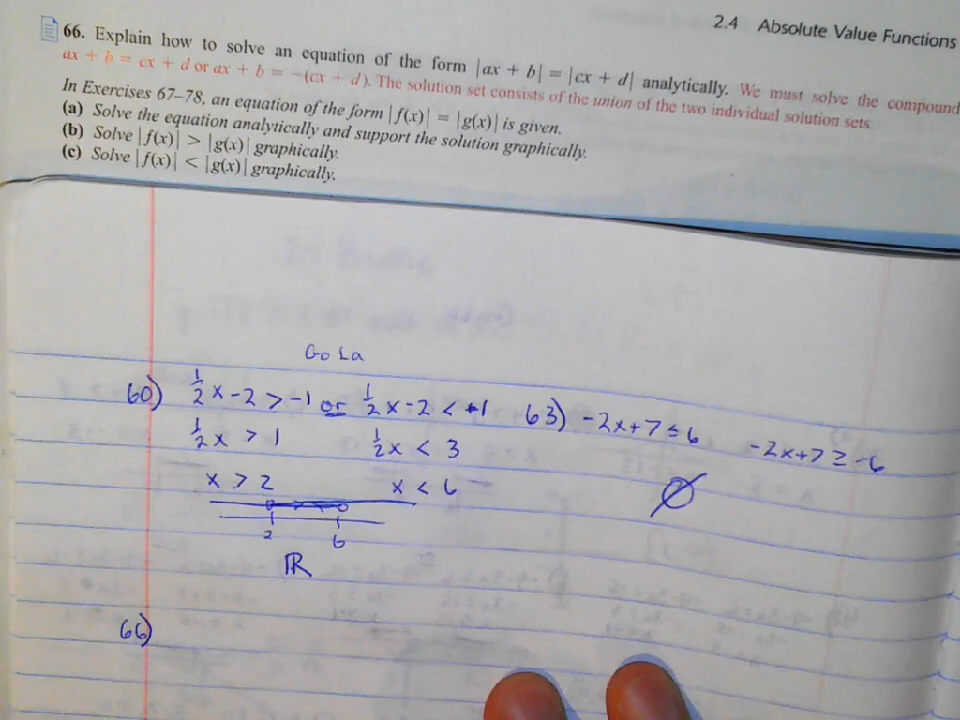 2.4 Absolute Value Functions
66. Explain how to solve an equation of the form |ax + b| = |cx + d| analytically. We must solve the compound
ax + b = cx + d or ax + b = −(cx + d). The solution set consists of the union of the two individual solution sets.
In Exercises 67–78, an equation of the form |f(x)| = |g(x)| is given.
(a) Solve the equation analytically and support the solution graphically.
(b) Solve |f(x)| > |g(x)| graphically.
(c) Solve |f(x)| < |g(x)| graphically.
Go La
60) 1/2 x - 2 > -1 or 1/2 x - 2 < +1 63) -2x+7 ≤ 6 -2x+7 ≥ -6
1/2 x > 1 1/2 x < 3 ∅
x > 2 x < 6
2 6
ℝ
66)